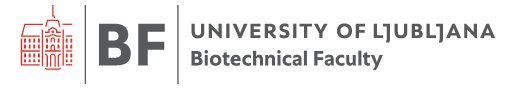 BF
UNIVERSITY OF LJUBLJANA
Biotechnical Faculty